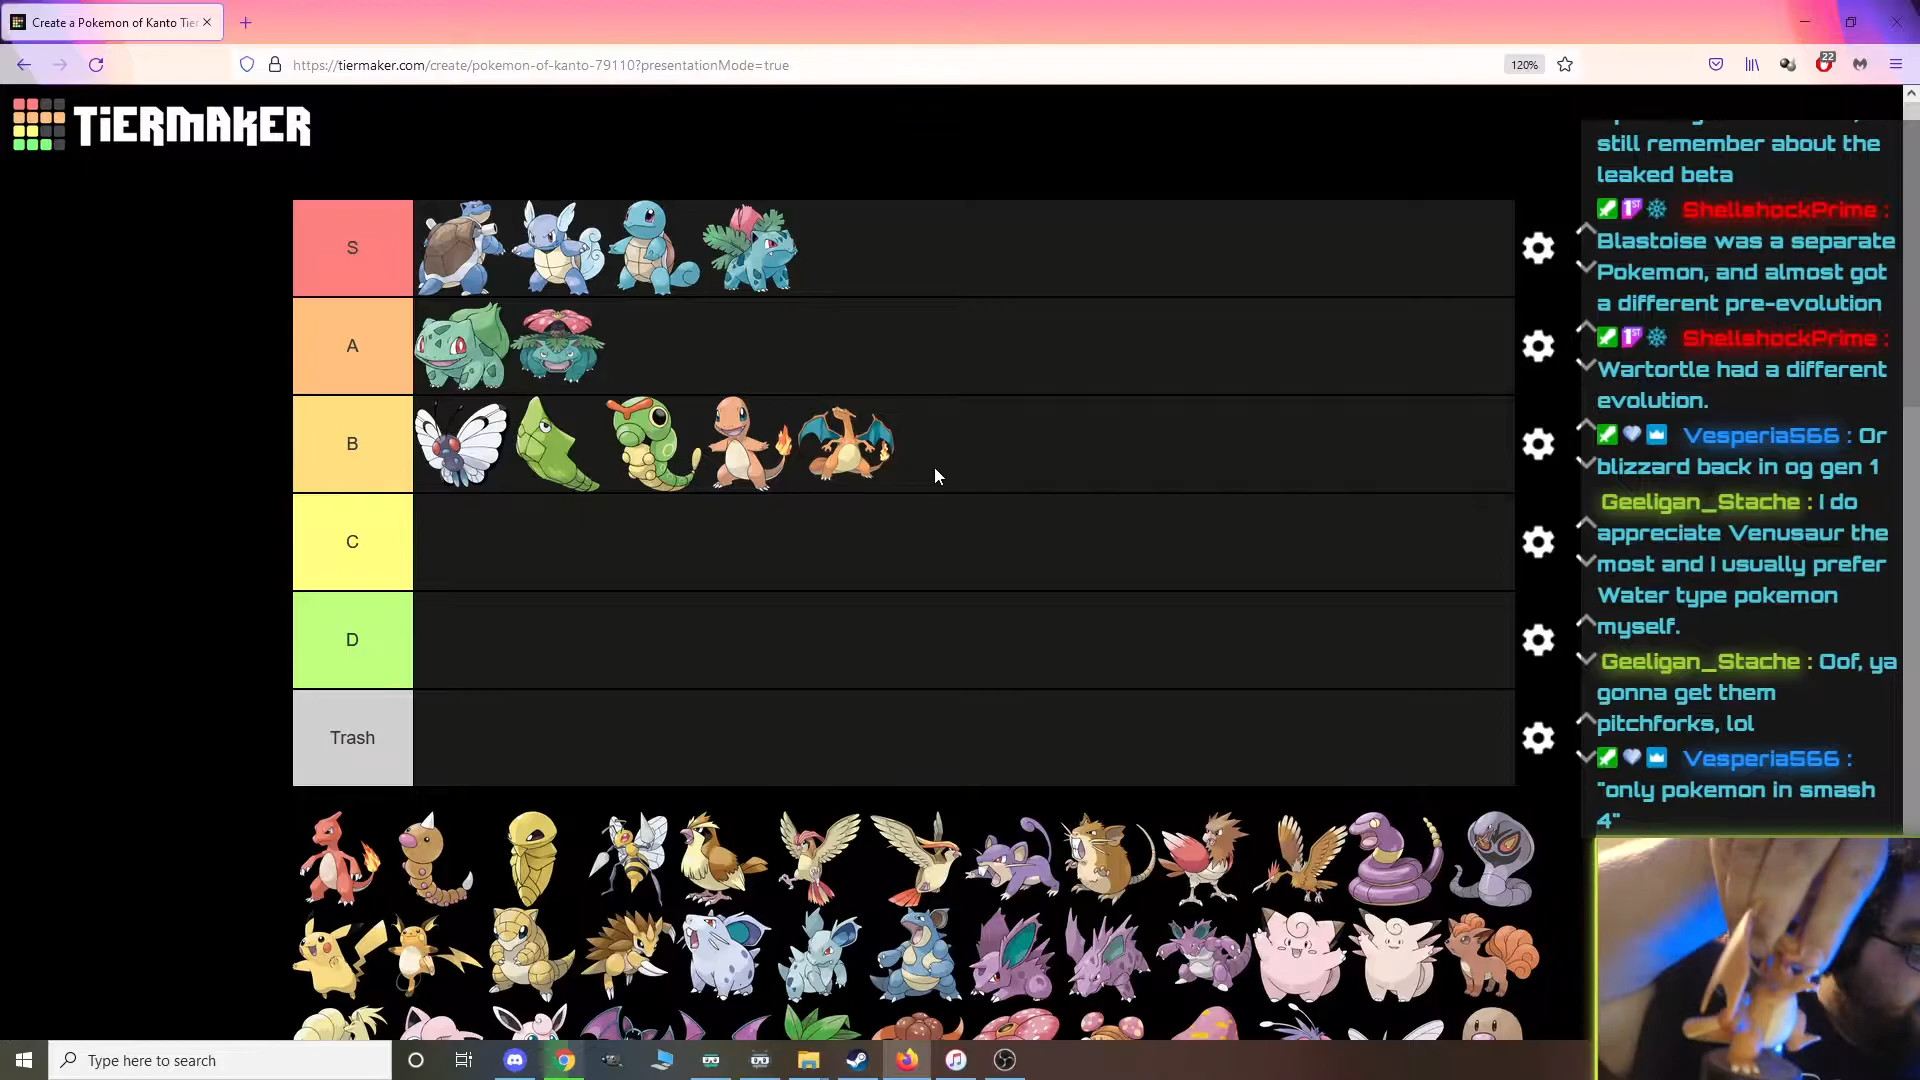 Create a Pokemon of Kanto Tie
https://tiermaker.com/create/pokemon-of-kanto-79110?presentationMode=true
120%
22
TiERMAKER
S
A
B
C
D
Trash
still remember about the
leaked beta
1ST ShellshockPrime :
Blastoise was a separate
Pokemon, and almost got
a different pre-evolution
1ST ShellshockPrime :
Wartortle had a different
evolution.
Vesperia566 : Or
blizzard back in og gen 1
Geeligan_Stache : I do
appreciate Venusaur the
most and I usually prefer
Water type pokemon
myself.
Geeligan_Stache : Oof, ya
gonna get them
pitchforks, lol
Vesperia566 :
"only pokemon in smash
4"
Type here to search